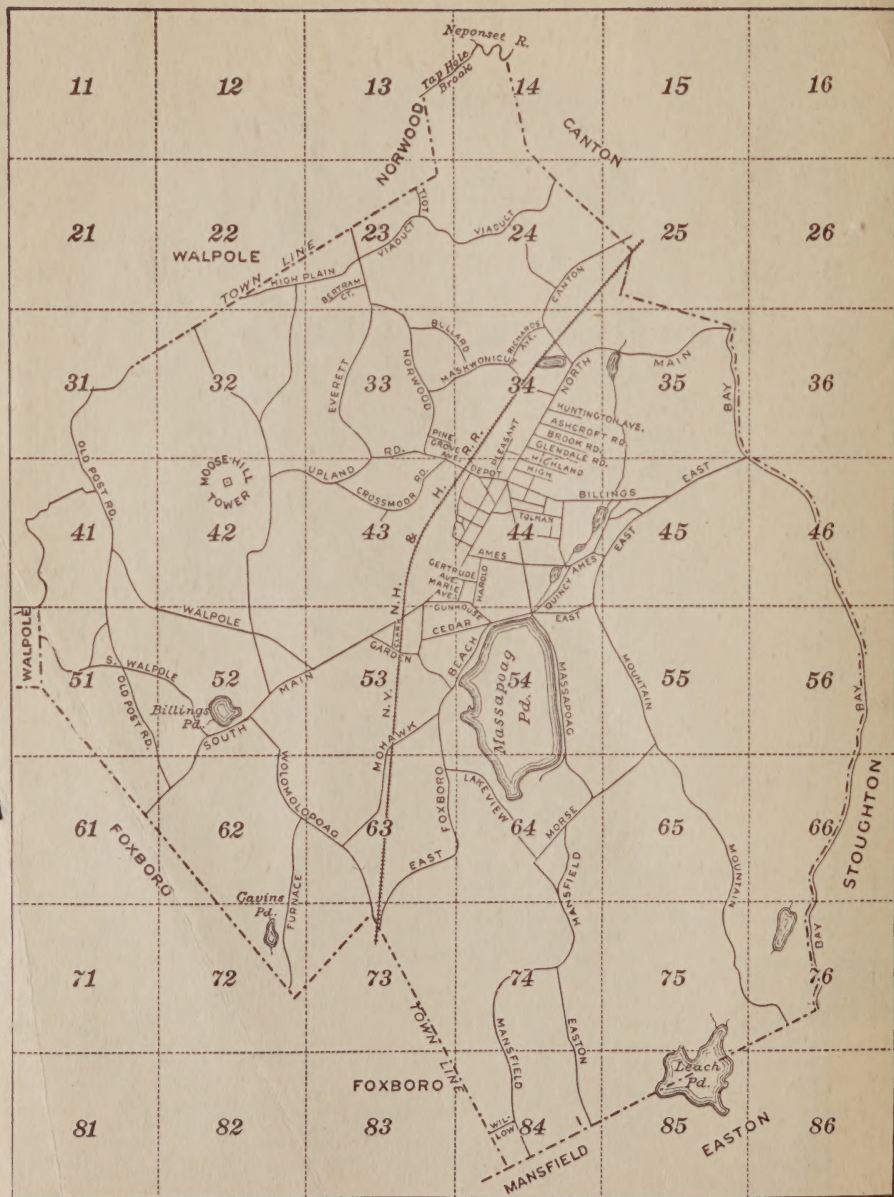 Neponset R.
Tap Hole
Brook
11
12
13
14
15
16
NORWOOD
CANTON
TIOT
21
22
23
24
25
26
WALPOLE
TOWN LINE
HIGH PLAIN
VIADUCT
VIADUCT
BERTRAM
CT.
CANTON
BULLARD
RICHARDS
AVE.
NORTH
MAIN
MASKWONICUT
31
32
33
34
35
36
EVERETT
NORWOOD
BAY
OLD POST RD.
HUNTINGTON AVE.
ASHCROFT RD.
BROOK RD.
GLENDALE RD.
HIGHLAND
HIGH
PLEASANT
PINE
GROVE
AVE.
R.R.
UPLAND
RD.
DEPOT
MOOSE HILL
TOWER
CROSSMOOR RD.
BILLINGS
EAST
TOLMAN
41
42
43
44
45
46
&
H.
AMES
AMES
EAST
GERTRUDE
AVE.
MARIE
AVE.
HAROLD
QUINCY
GUNHOUSE
N.H.
CLARK
WALPOLE
WALPOLE
CEDAR
EAST
GARDEN
BEACH
S. WALPOLE
MAIN
51
52
53
54
55
56
Massapoag
Pd.
MASSAPOAG
MOUNTAIN
BAY
OLD POST RD.
Billings
Pd.
SOUTH
N.Y.
MOHAWK
WOLOMOLOPOAG
FOXBORO
LAKEVIEW
MORSE
61
62
63
64
65
66
FOXBORO
STOUGHTON
EAST
FURNACE
MANSFIELD
MOUNTAIN
Gavins
Pd.
BAY
71
72
73
74
75
76
TOWN LINE
MANSFIELD
EASTON
FOXBORO
Leach
Pd.
WIL-
LOW
81
82
83
84
85
86
MANSFIELD
EASTON